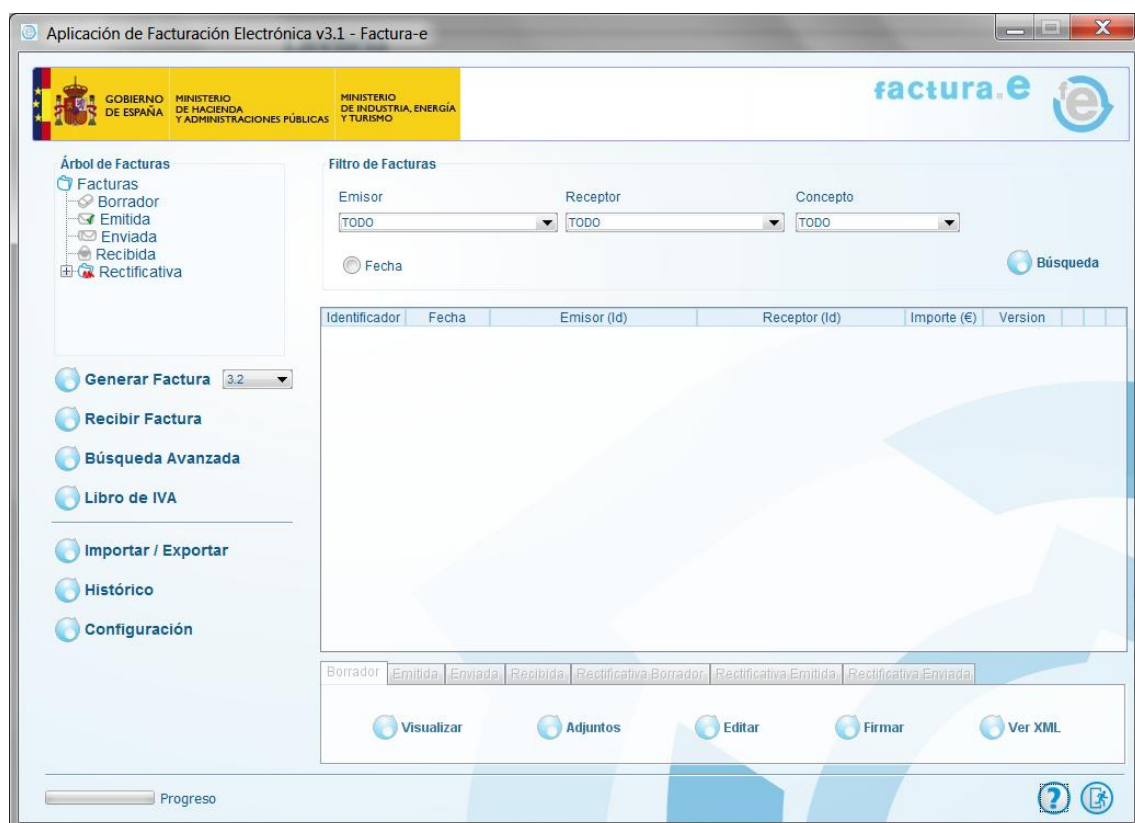 Aplicación de Facturación Electrónica v3.1 - Factura-e
GOBIERNO
DE ESPAÑA
MINISTERIO
DE HACIENDA
Y ADMINISTRACIONES PÚBLICAS
MINISTERIO
DE INDUSTRIA, ENERGÍA
Y TURISMO
factura.e
fe
Árbol de Facturas
Facturas
Borrador
Emitida
Enviada
Recibida
Rectificativa
Filtro de Facturas
Emisor Receptor Concepto
TODO TODO TODO
Fecha
Búsqueda
Identificador Fecha Emisor (Id) Receptor (Id) Importe (€) Version
Generar Factura 3.2
Recibir Factura
Búsqueda Avanzada
Libro de IVA
Importar / Exportar
Histórico
Configuración
Borrador Emitida Enviada Recibida Rectificativa Borrador Rectificativa Emitida Rectificativa Enviada
Visualizar Adjuntos Editar Firmar Ver XML
Progreso
?